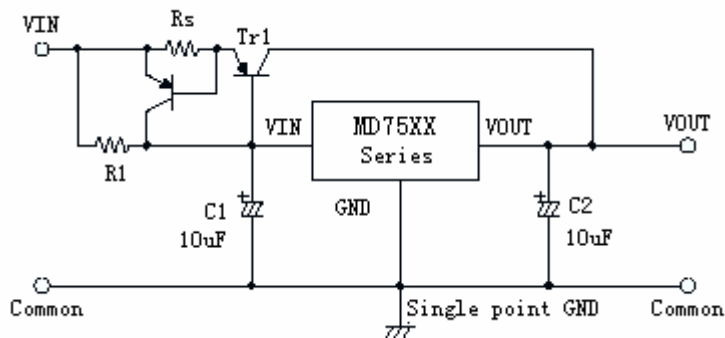 VIN
Rs
Tr1
R1
VIN
MD75XX
Series
VOUT
VOUT
GND
C1
10uF
C2
10uF
Common
Single point GND
Common